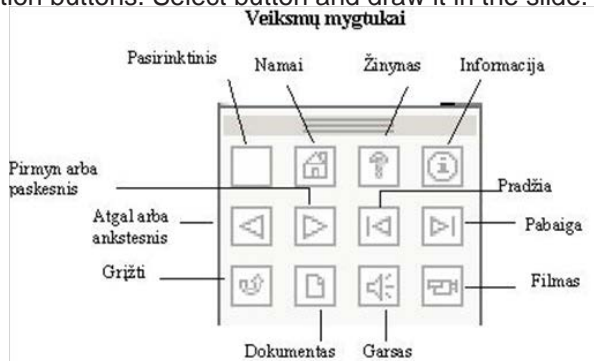 tion buttons. Select button and draw it in the slide.
Veiksmų mygtukai
Pasirinktinis
Namai
Žinynas
Informacija
Pirmyn arba
paskesnis
Pradžia
Atgal arba
ankstesnis
Pabaiga
Grįžti
Filmas
Dokumentas
Garsas